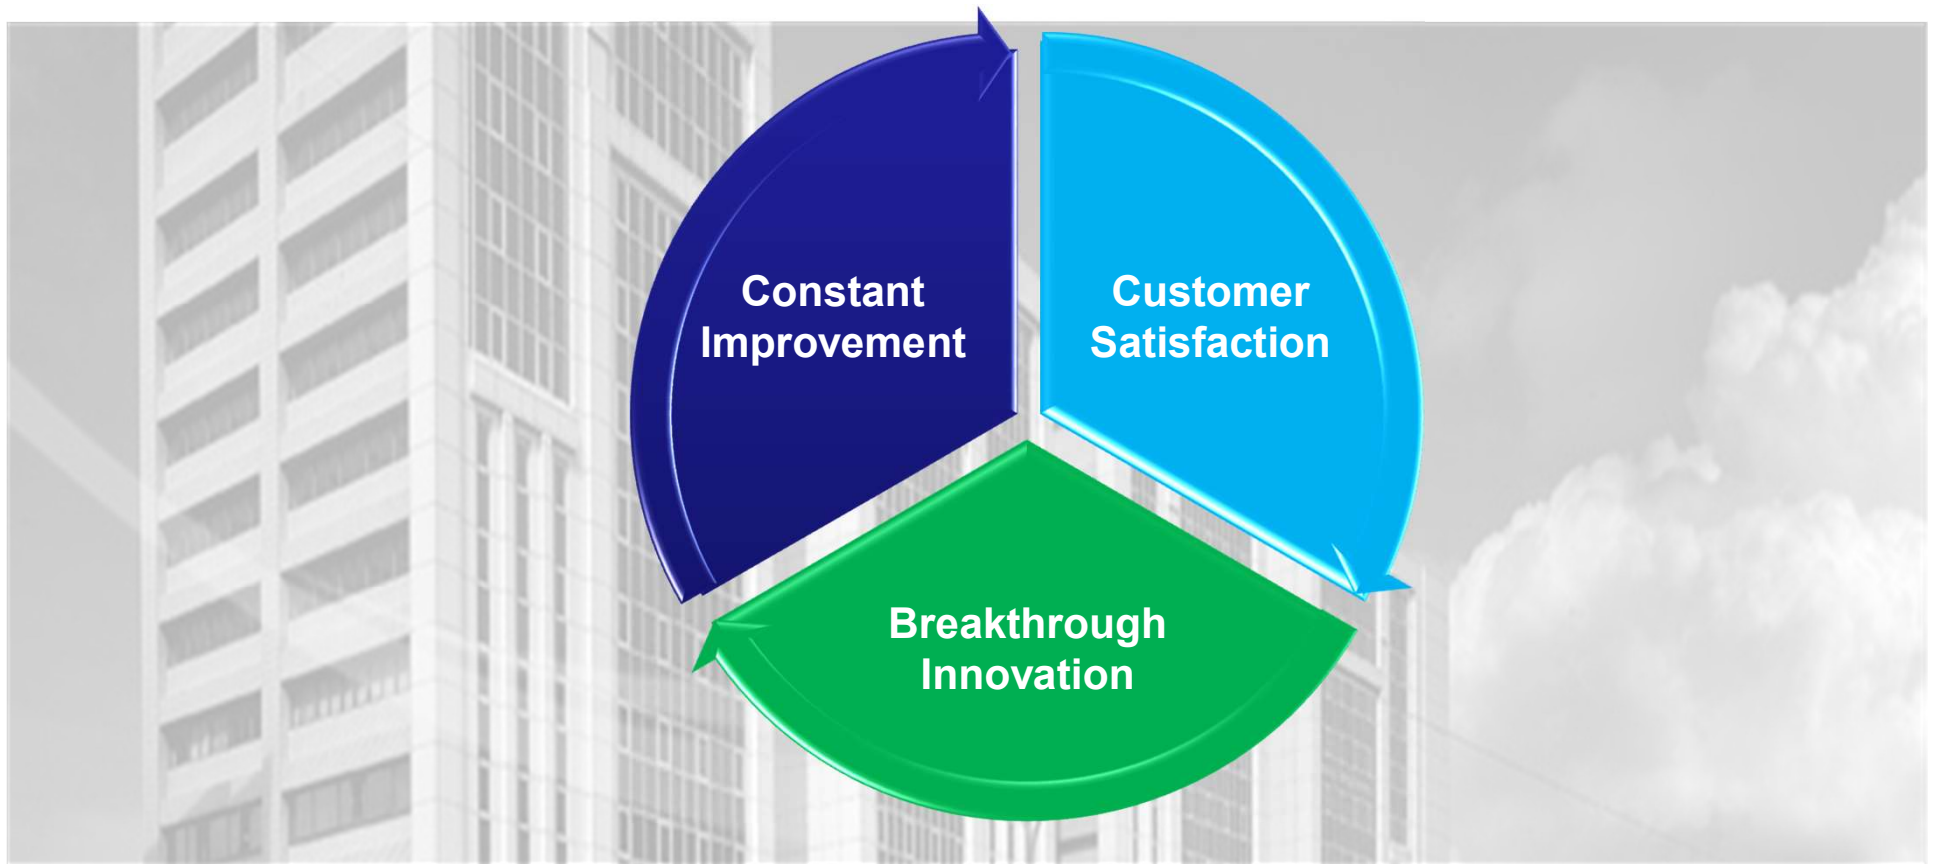 Constant
Improvement
Customer
Satisfaction
Breakthrough
Innovation